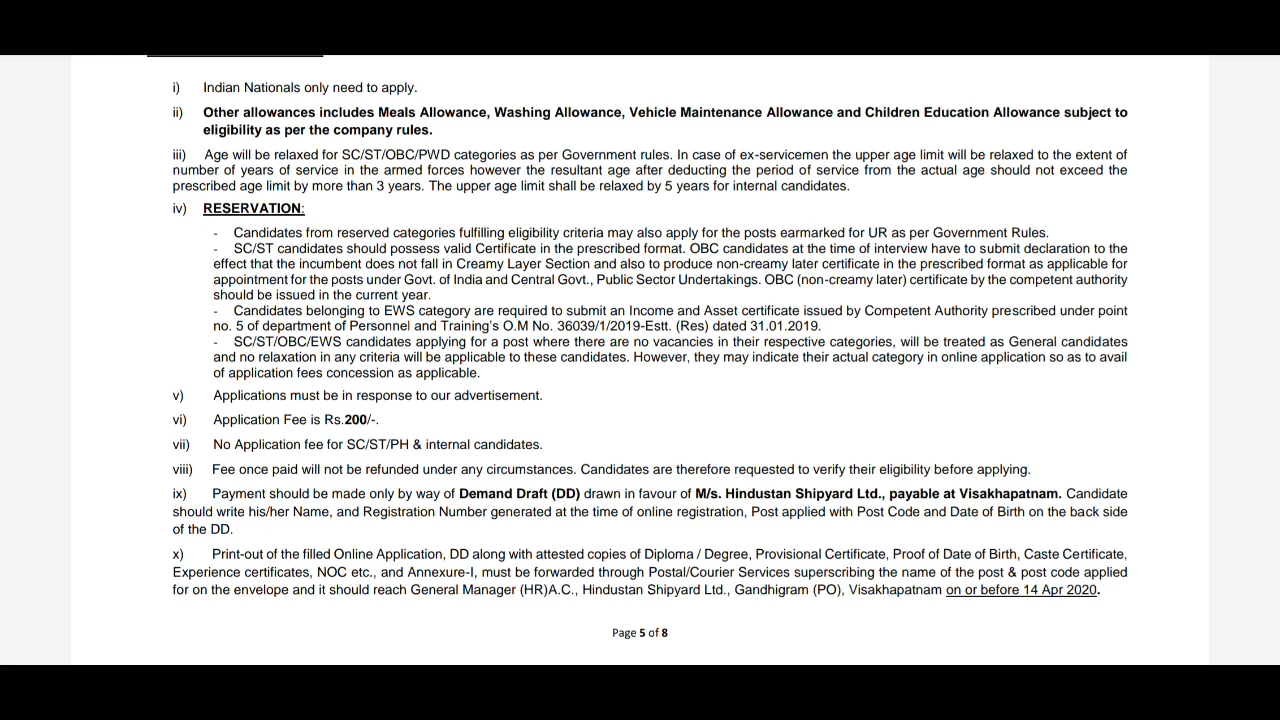 i) Indian Nationals only need to apply.
ii) Other allowances includes Meals Allowance, Washing Allowance, Vehicle Maintenance Allowance and Children Education Allowance subject to
eligibility as per the company rules.
iii) Age will be relaxed for SC/ST/OBC/PWD categories as per Government rules. In case of ex-servicemen the upper age limit will be relaxed to the extent of
number of years of service in the armed forces however the resultant age after deducting the period of service from the actual age should not exceed the
prescribed age limit by more than 3 years. The upper age limit shall be relaxed by 5 years for internal candidates.
iv) RESERVATION:
- Candidates from reserved categories fulfilling eligibility criteria may also apply for the posts earmarked for UR as per Government Rules.
- SC/ST candidates should possess valid Certificate in the prescribed format. OBC candidates at the time of interview have to submit declaration to the
effect that the incumbent does not fall in Creamy Layer Section and also to produce non-creamy later certificate in the prescribed format as applicable for
appointment for the posts under Govt. of India and Central Govt., Public Sector Undertakings. OBC (non-creamy later) certificate by the competent authority
should be issued in the current year.
- Candidates belonging to EWS category are required to submit an Income and Asset certificate issued by Competent Authority prescribed under point
no. 5 of department of Personnel and Training's O.M No. 36039/1/2019-Estt. (Res) dated 31.01.2019.
- SC/ST/OBC/EWS candidates applying for a post where there are no vacancies in their respective categories, will be treated as General candidates
and no relaxation in any criteria will be applicable to these candidates. However, they may indicate their actual category in online application so as to avail
of application fees concession as applicable.
v) Applications must be in response to our advertisement.
vi) Application Fee is Rs.200/-.
vii) No Application fee for SC/ST/PH & internal candidates.
viii) Fee once paid will not be refunded under any circumstances. Candidates are therefore requested to verify their eligibility before applying.
ix) Payment should be made only by way of Demand Draft (DD) drawn in favour of M/s. Hindustan Shipyard Ltd., payable at Visakhapatnam. Candidate
should write his/her Name, and Registration Number generated at the time of online registration, Post applied with Post Code and Date of Birth on the back side
of the DD.
x) Print-out of the filled Online Application, DD along with attested copies of Diploma / Degree, Provisional Certificate, Proof of Date of Birth, Caste Certificate,
Experience certificates, NOC etc., and Annexure-I, must be forwarded through Postal/Courier Services superscribing the name of the post & post code applied
for on the envelope and it should reach General Manager (HR)A.C., Hindustan Shipyard Ltd., Gandhigram (PO), Visakhapatnam on or before 14 Apr 2020.
Page 5 of 8